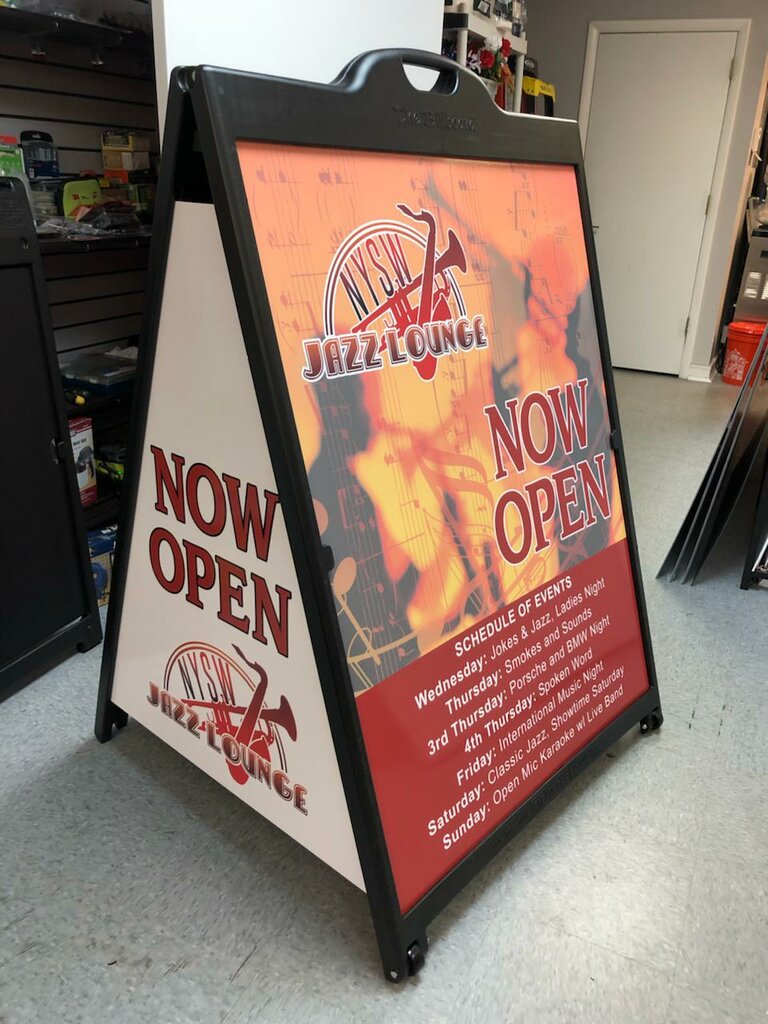 The Billboard
NYSW
JAZZ LOUNGE
NOW
OPEN
SCHEDULE OF EVENTS
Wednesday: Jokes & Jazz, Ladies Night
Thursday: Smokes and Sounds
3rd Thursday: Porsche and BMW Night
4th Thursday: Spoken Word
Friday: International Music Night
Saturday: Classic Jazz, Showtime Saturday
Sunday: Open Mic Karaoke w/ Live Band
NOW
OPEN
NYSW
JAZZ LOUNGE